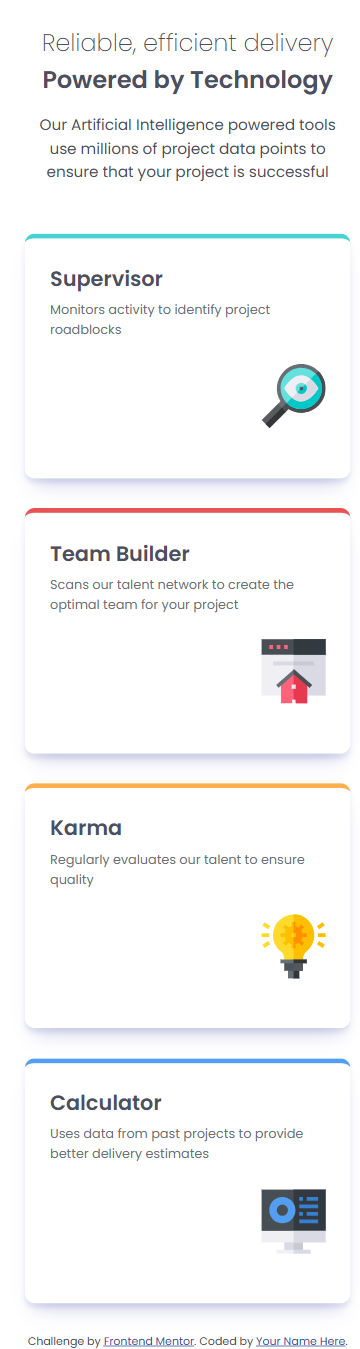 Reliable, efficient delivery
Powered by Technology
Our Artificial Intelligence powered tools
use millions of project data points to
ensure that your project is successful
Supervisor
Monitors activity to identify project
roadblocks
Team Builder
Scans our talent network to create the
optimal team for your project
Karma
Regularly evaluates our talent to ensure
quality
Calculator
Uses data from past projects to provide
better delivery estimates
Challenge by Frontend Mentor. Coded by Your Name Here.